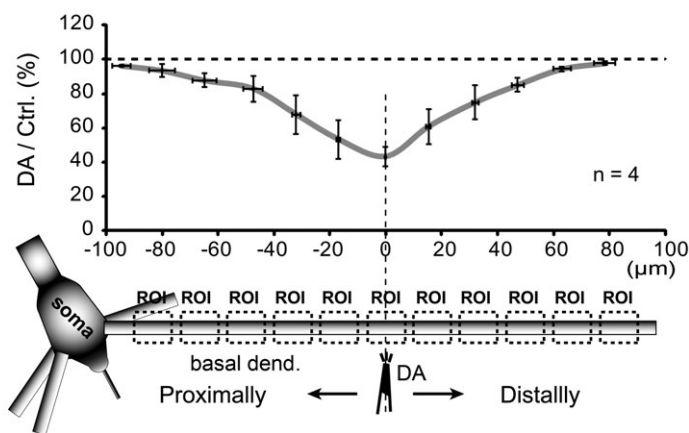 DA / Ctrl. (%)
120
100
80
60
40
20
0
n = 4
-100 -80 -60 -40 -20 0 20 40 60 80 100
(µm)
soma
ROI ROI ROI ROI ROI ROI ROI ROI ROI ROI ROI
basal dend.
DA
Proximally
Distallly